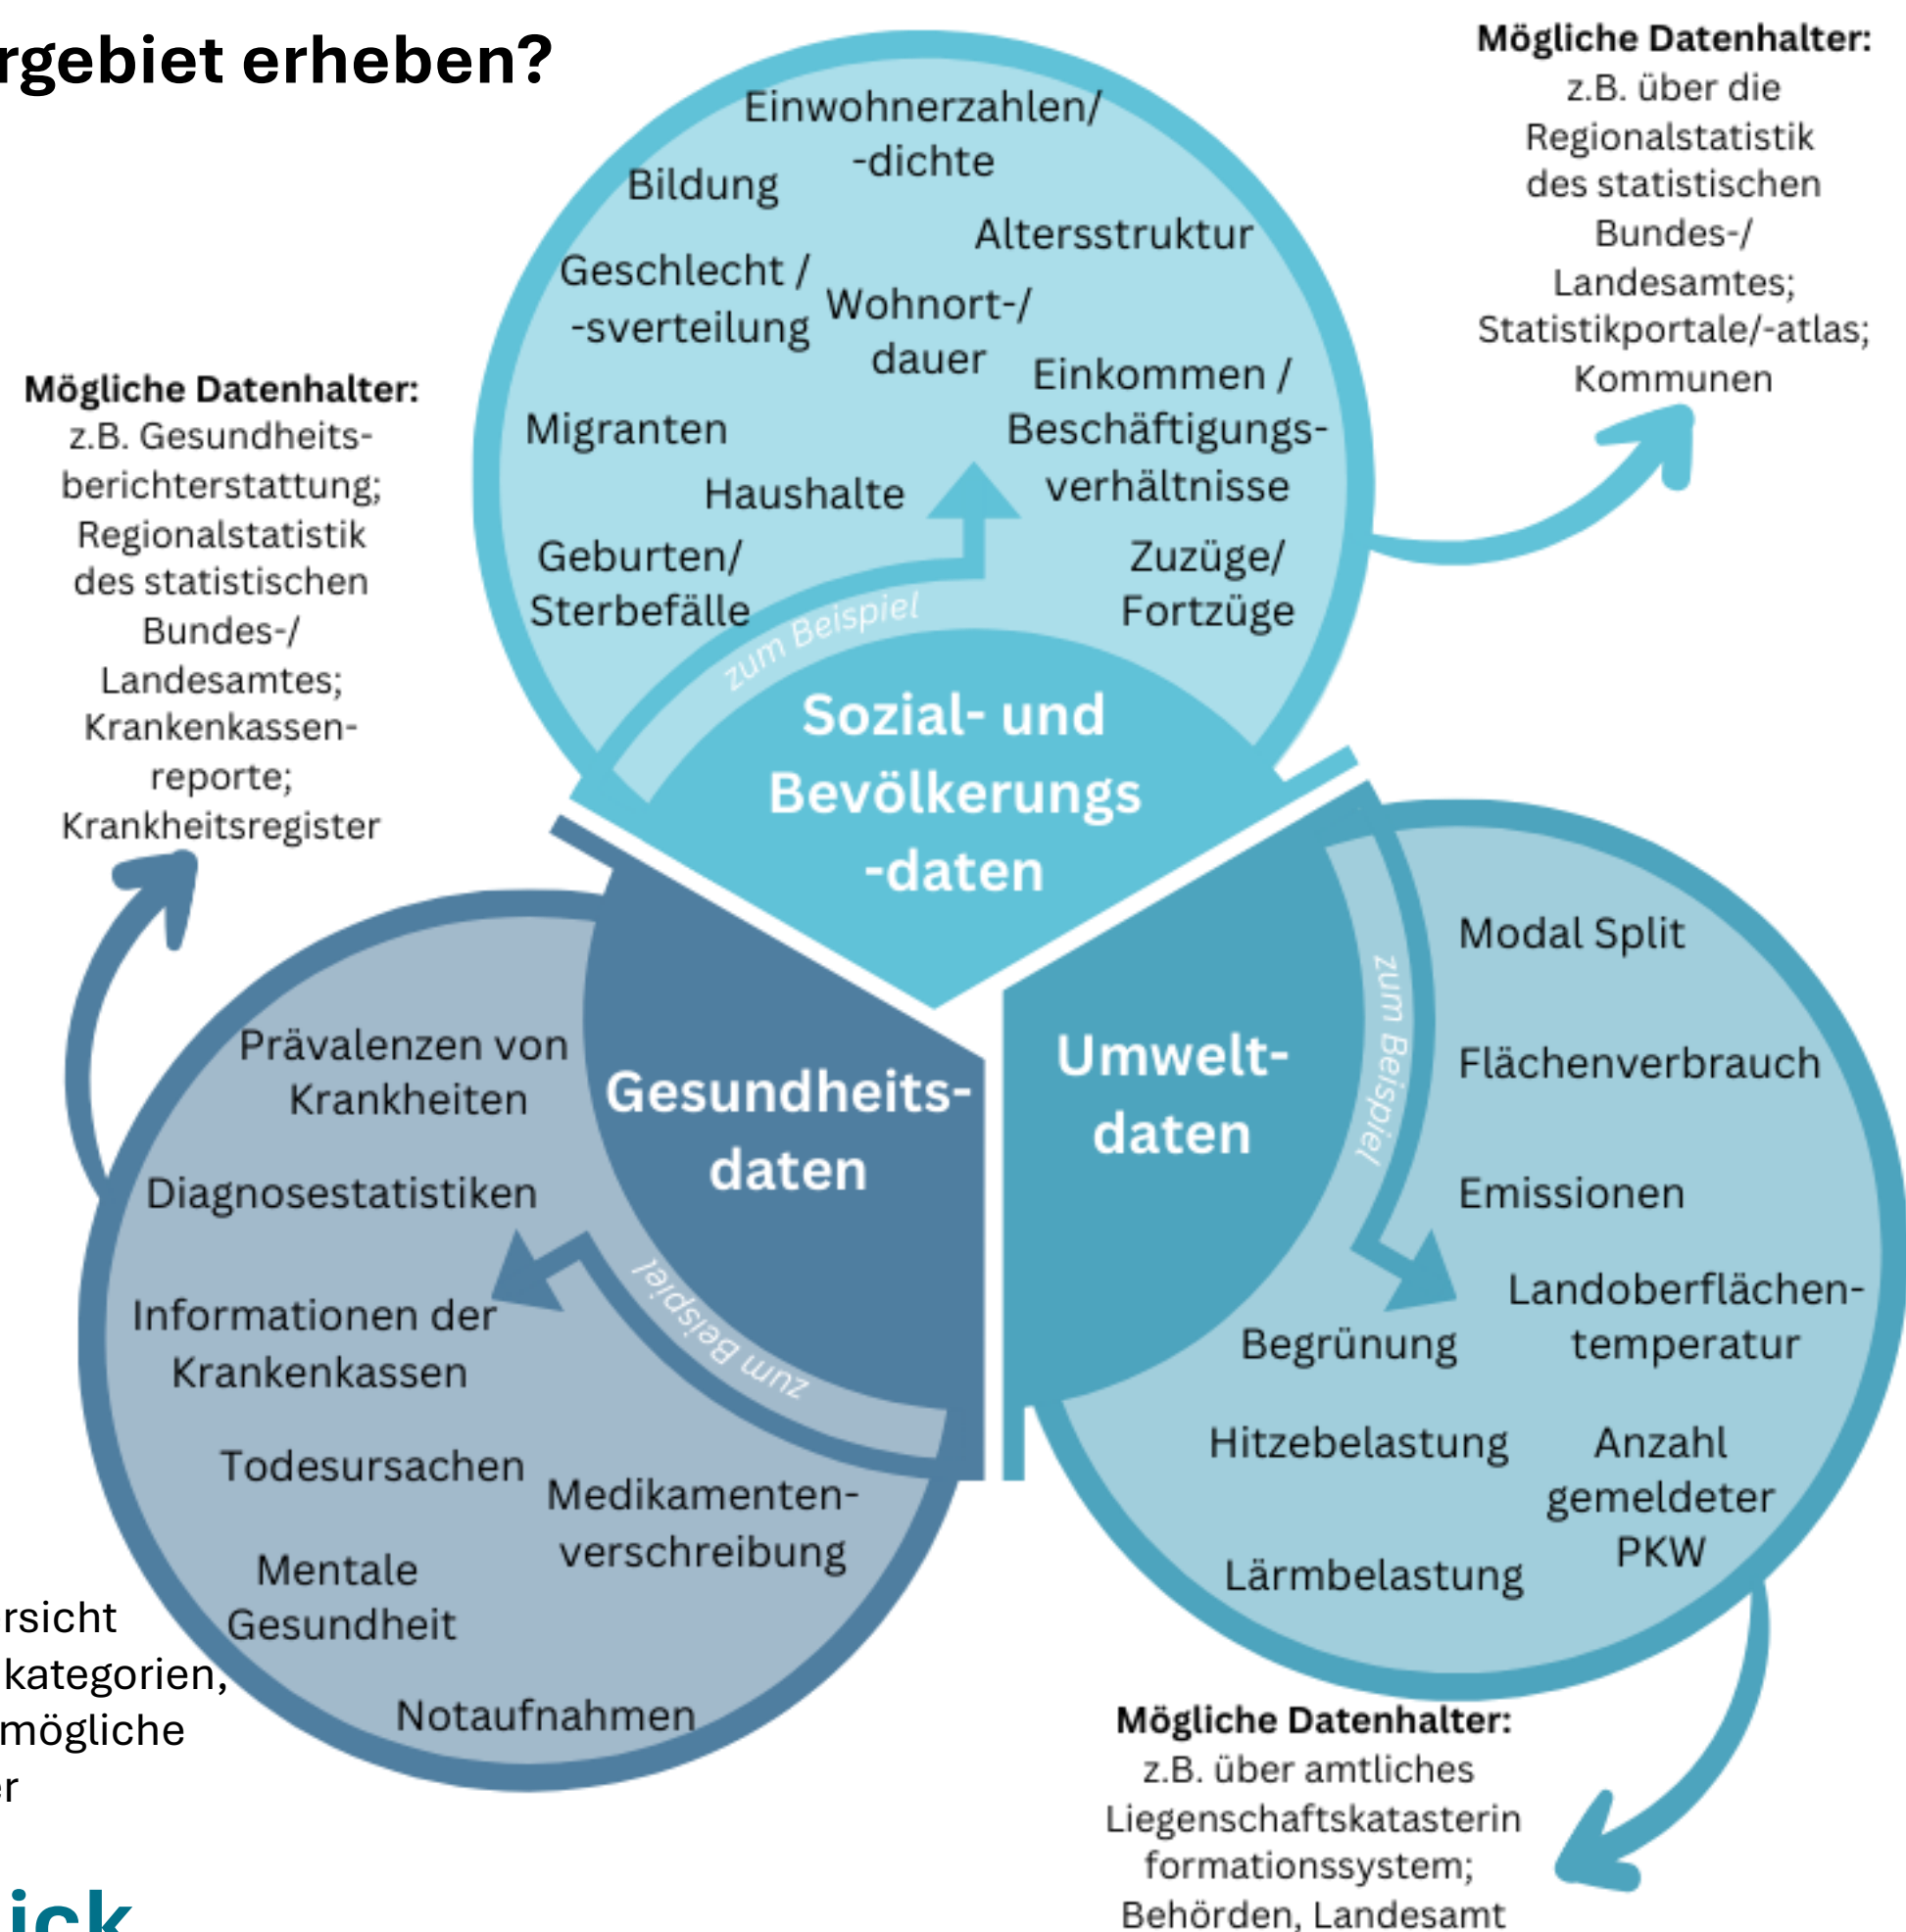 rgebiet erheben?
Mögliche Datenhalter:
z.B. über die
Regionalstatistik
des statistischen
Bundes-/
Landesamtes;
Statistikportale/-atlas;
Kommunen
Einwohnerzahlen/
-dichte
Bildung
Altersstruktur
Geschlecht /
-sverteilung
Wohnort-/
dauer
Einkommen /
Beschäftigungs-
verhältnisse
Migranten
Haushalte
Geburten/
Sterbefälle
Zuzüge/
Fortzüge
zum Beispiel
Sozial- und
Bevölkerungs
-daten
Mögliche Datenhalter:
z.B. Gesundheits-
berichterstattung;
Regionalstatistik
des statistischen
Bundes-/
Landesamtes;
Krankenkassen-
reporte;
Krankheitsregister
Gesundheits-
daten
zum Beispiel
Prävalenzen von
Krankheiten
Diagnosestatistiken
Informationen der
Krankenkassen
Todesursachen
Medikamenten-
verschreibung
Mentale
Gesundheit
Notaufnahmen
Umwelt-
daten
zum Beispiel
Modal Split
Flächenverbrauch
Emissionen
Landoberflächen-
temperatur
Begrünung
Hitzebelastung
Anzahl
gemeldeter
PKW
Lärmbelastung
Mögliche Datenhalter:
z.B. über amtliches
Liegenschaftskatasterin
formationssystem;
Behörden, Landesamt
rsicht
kategorien,
mögliche
er
ick